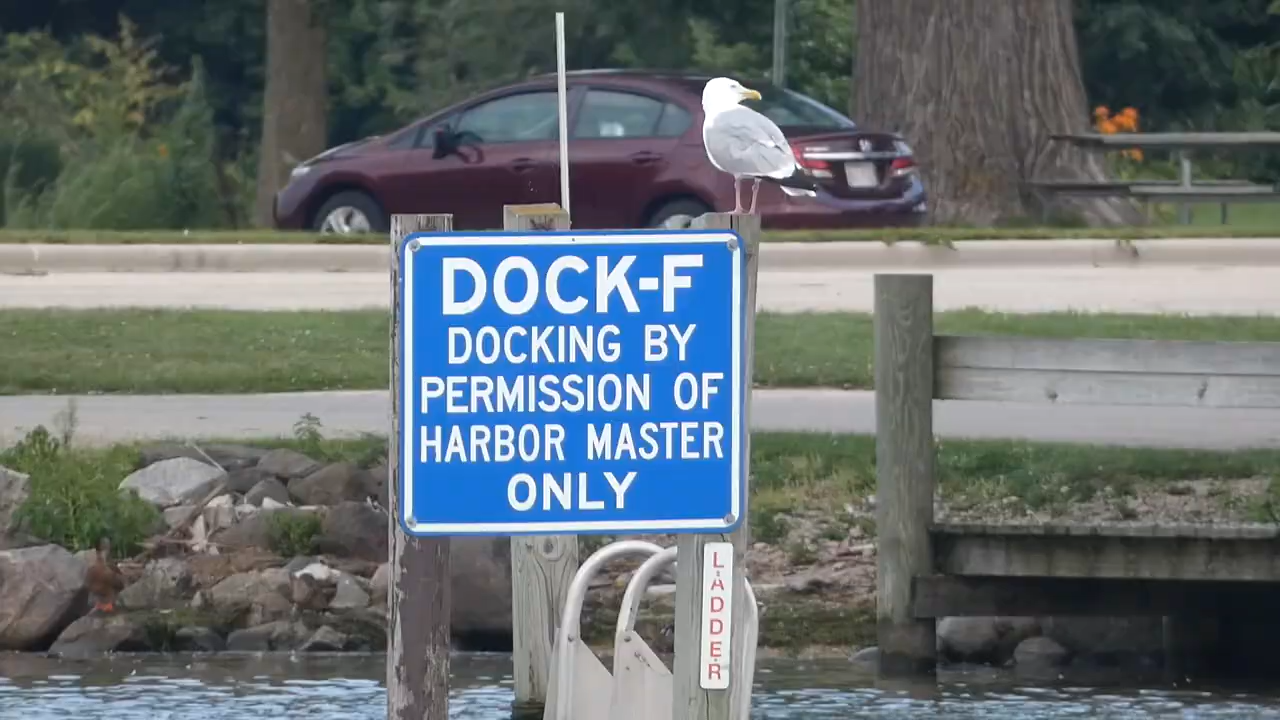 DOCK-F
DOCKING BY
PERMISSION OF
HARBOR MASTER
ONLY
LADDER